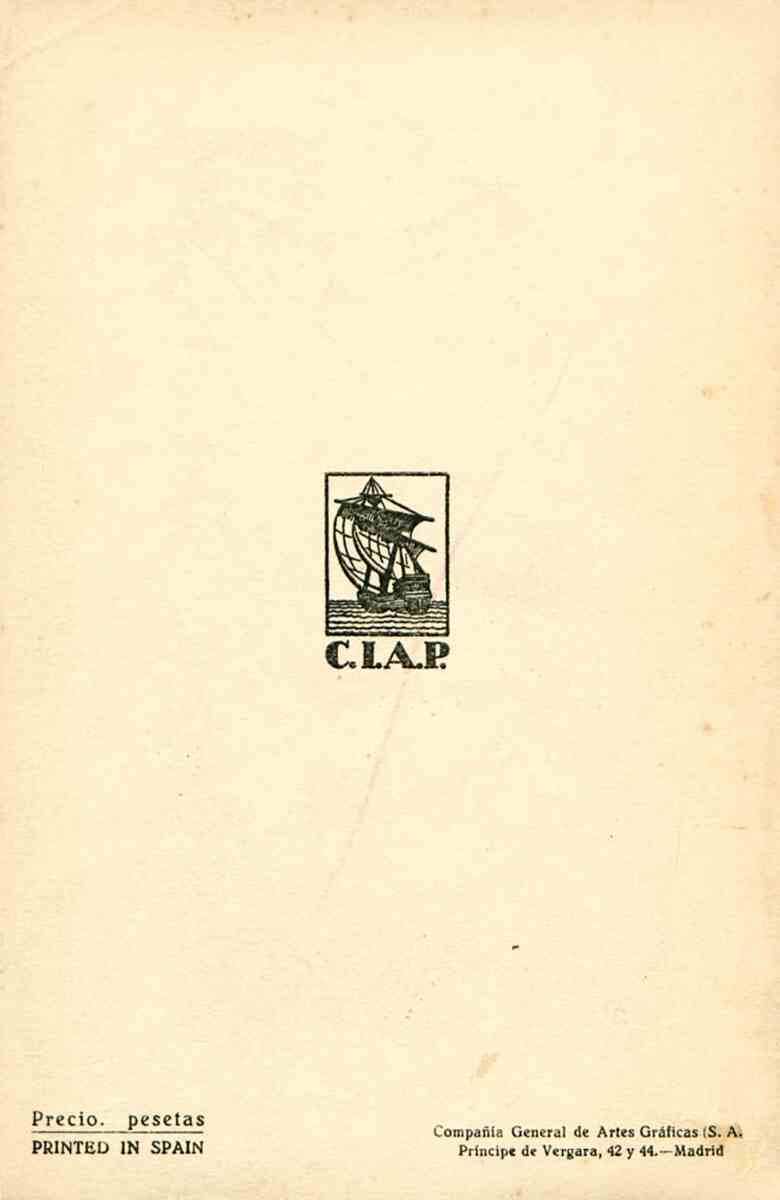 C.I.A.P.
Precio. pesetas
PRINTED IN SPAIN
Compañía General de Artes Gráficas (S. A.
Príncipe de Vergara, 42 y 44.—Madrid